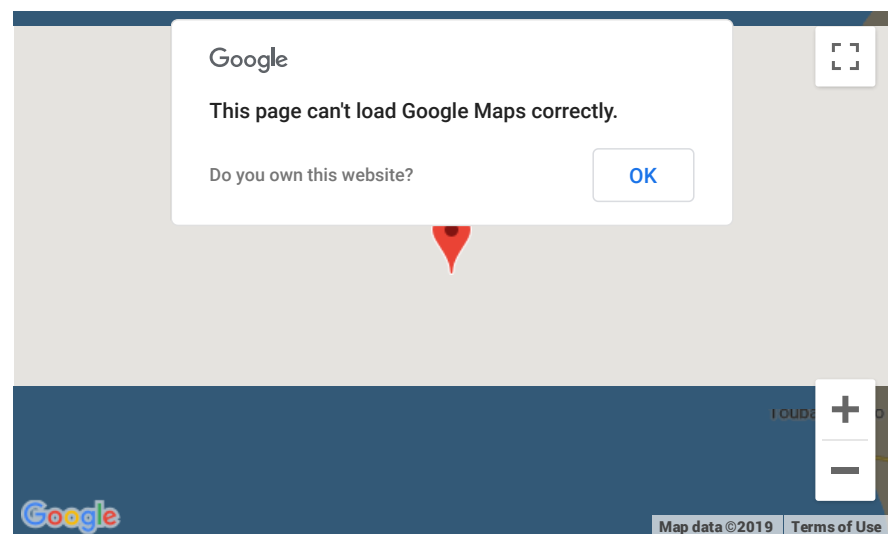 Google
This page can't load Google Maps correctly.
Do you own this website?
OK
Google
Map data ©2019
Terms of Use